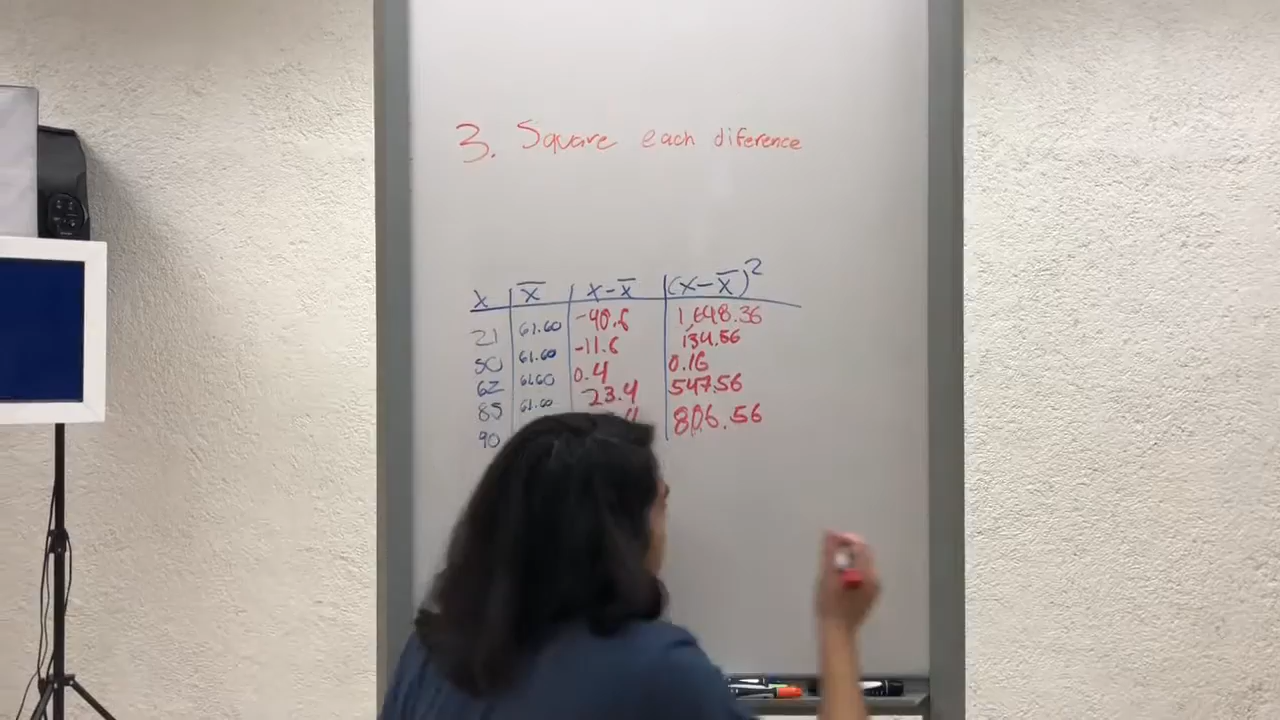 3. Square each diference
x x̄ x-x̄ (x-x̄)²
21 61.60 -40.6 1,648.36
50 61.60 -11.6 134.56
62 61.60 0.4 0.16
85 61.60 23.4 547.56
90 806.56